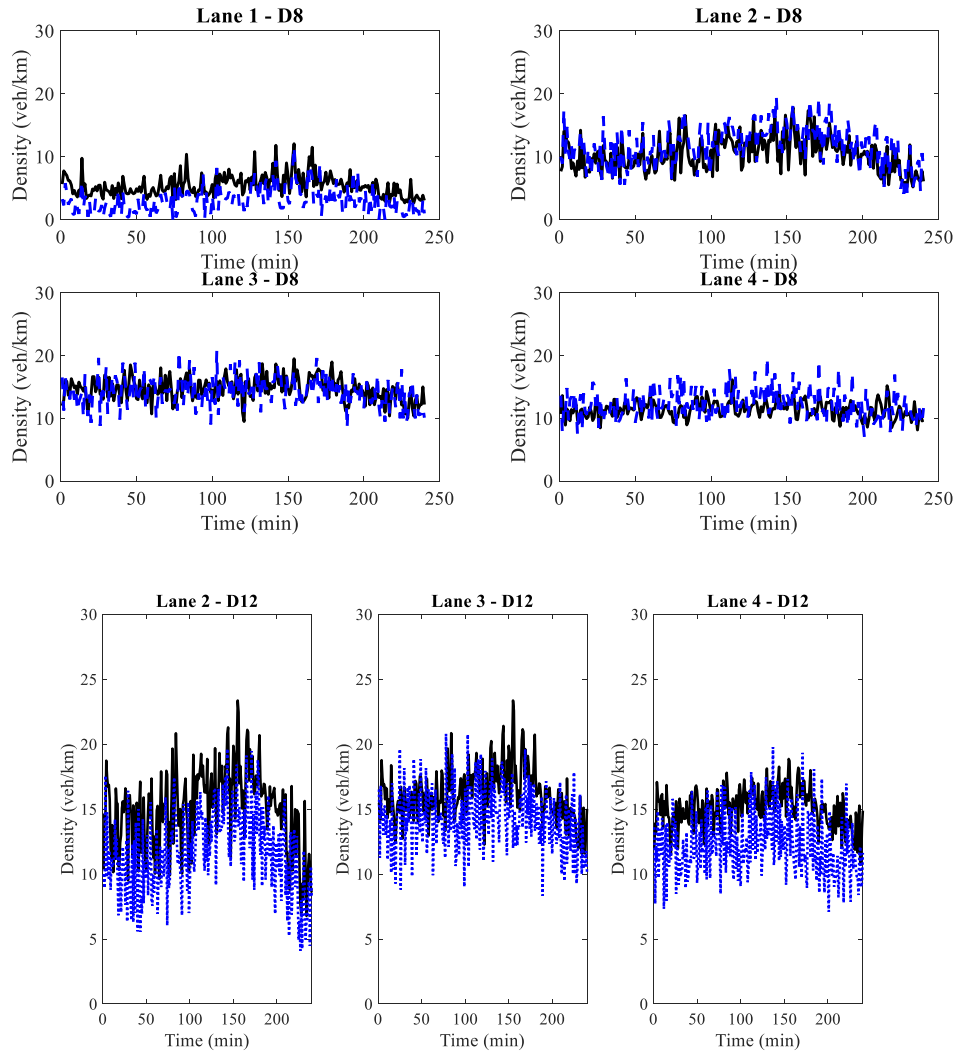 Lane 1 - D8
Lane 2 - D8
Density (veh/km)
30
20
10
0
0 50 100 150 200 250
Time (min)
Density (veh/km)
30
20
10
0
0 50 100 150 200 250
Time (min)
Lane 3 - D8
Lane 4 - D8
Density (veh/km)
30
20
10
0
0 50 100 150 200 250
Time (min)
Density (veh/km)
30
20
10
0
0 50 100 150 200 250
Time (min)
Lane 2 - D12
Density (veh/km)
30
25
20
15
10
5
0
0 50 100 150 200
Time (min)
Lane 3 - D12
Density (veh/km)
30
25
20
15
10
5
0
0 50 100 150 200
Time (min)
Lane 4 - D12
Density (veh/km)
30
25
20
15
10
5
0
0 50 100 150 200
Time (min)